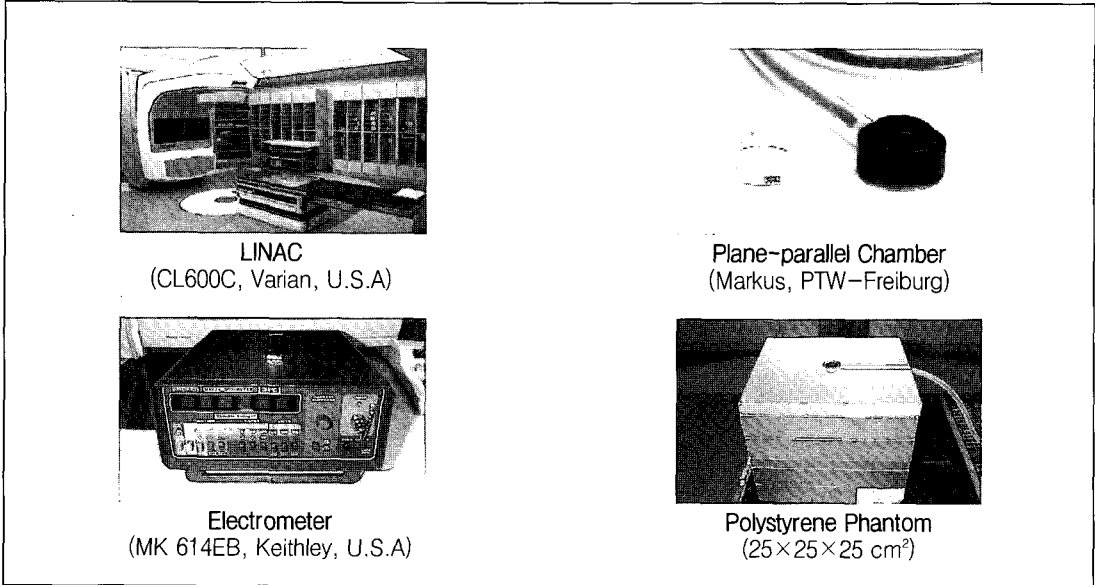 LINAC
(CL600C, Varian, U.S.A)
Plane-parallel Chamber
(Markus, PTW-Freiburg)
Electrometer
(MK 614EB, Keithley, U.S.A)
Polystyrene Phantom
(25×25×25 cm²)